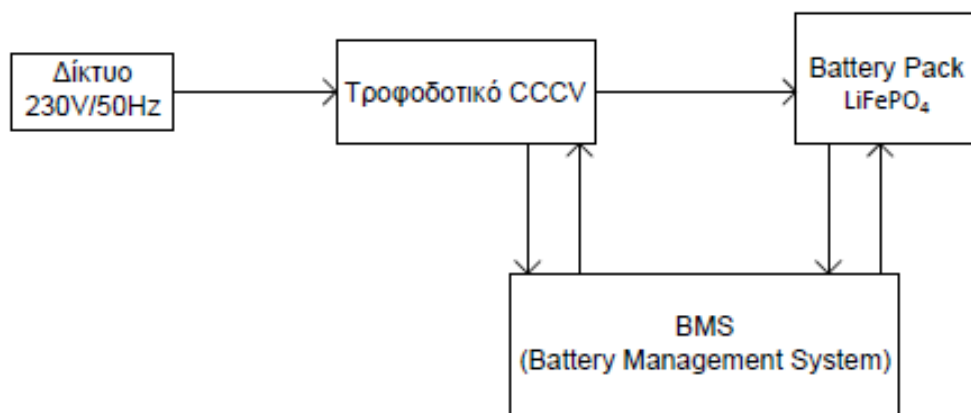 Δίκτυο
230V/50Hz
Τροφοδοτικό CCCV
Battery Pack
LiFePO₄
BMS
(Battery Management System)